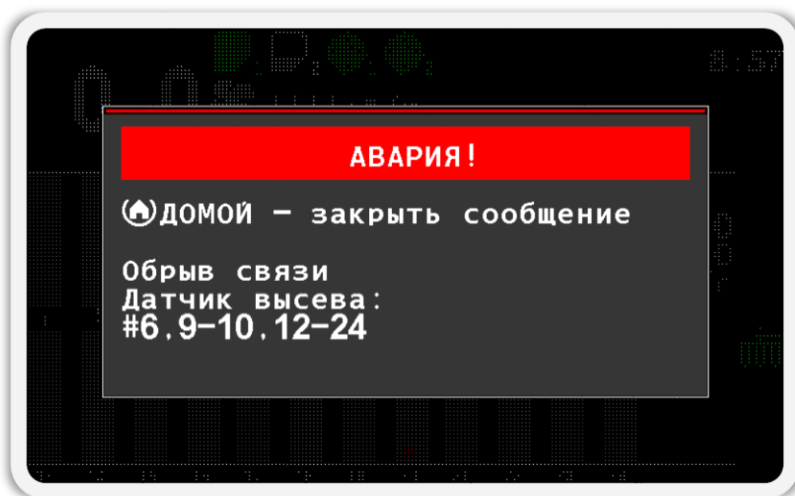 АВАРИЯ!
ДОМОЙ – закрыть сообщение
Обрыв связи
Датчик высева:
#6,9-10,12-24